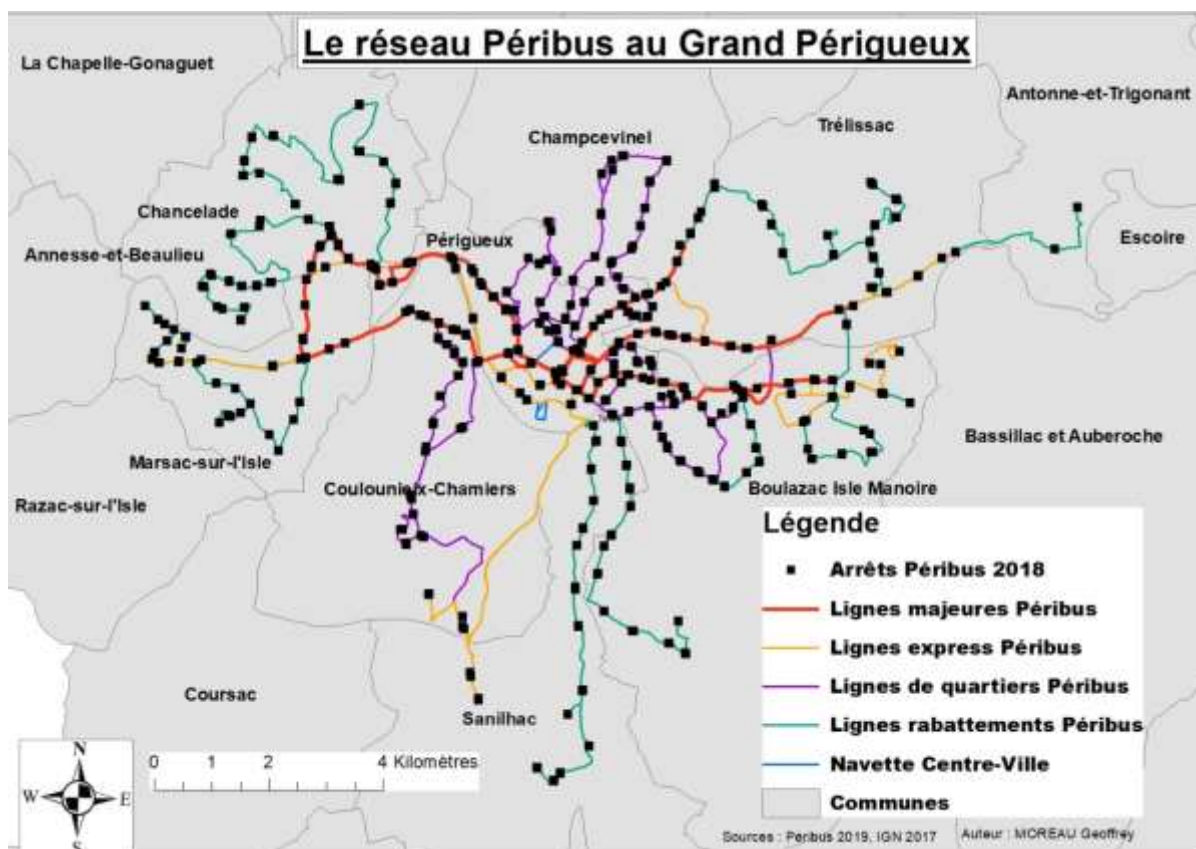 Le réseau Péribus au Grand Périgueux
La Chapelle-Gonaguet
Antonne-et-Trigonant
Trélissac
Champcevinel
Chancelade
Périgueux
Escoire
Annesse-et-Beaulieu
Bassillac et Auberoche
Marsac-sur-l'Isle
Coulounieix-Chamiers
Boulazac Isle Manoire
Razac-sur-l'Isle
Coursac
Sanilhac
Légende
Arrêts Péribus 2018
Lignes majeures Péribus
Lignes express Péribus
Lignes de quartiers Péribus
Lignes rabattements Péribus
Navette Centre-Ville
Communes
N
W E
S
0 2 4 Kilomètres
Sources : Péribus 2019, IGN 2017 Auteur : MOREAU Geoffrey